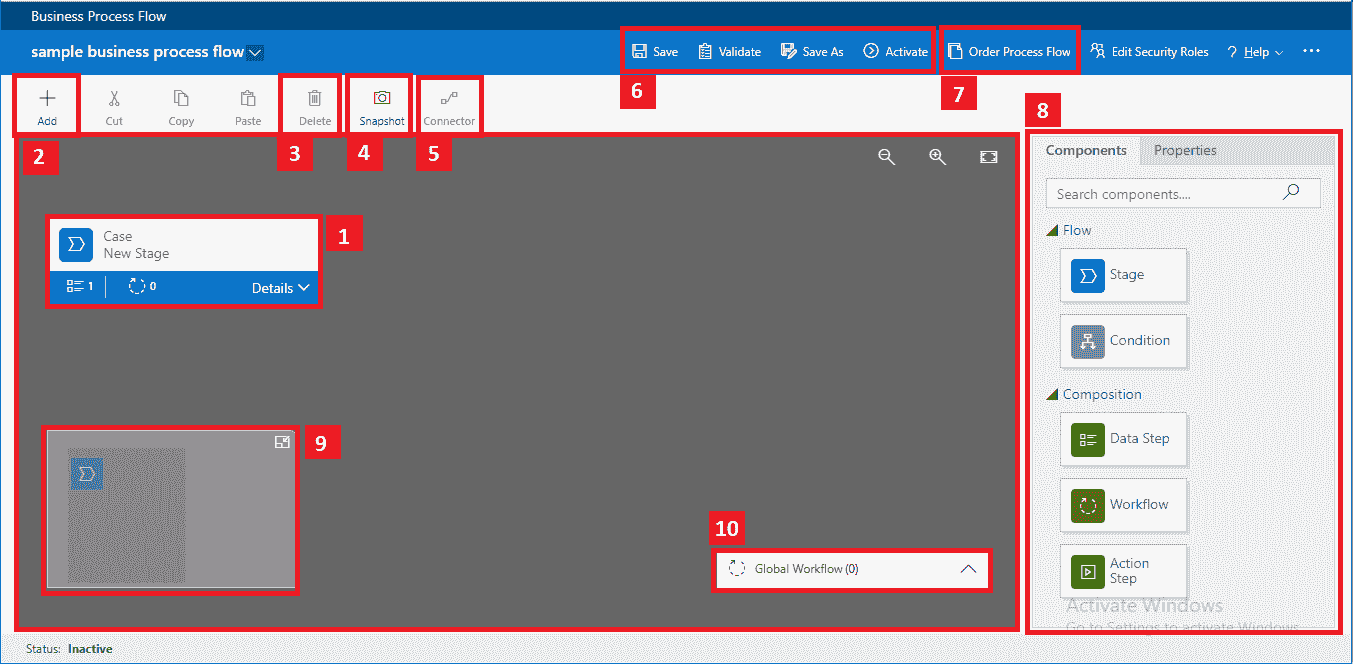 Business Process Flow
sample business process flow
Save
Validate
Save As
Activate
Order Process Flow
Edit Security Roles
? Help
6
7
Add
Cut
Copy
Paste
Delete
Snapshot
Connector
2
3
4
5
8
Components
Properties
Search components....
Flow
Stage
Condition
Composition
Data Step
Workflow
Action
Step
Case
New Stage
1
1
0
Details
9
10
Global Workflow (0)
Activate Windows
Go to Settings to activate Windows.
Status: Inactive